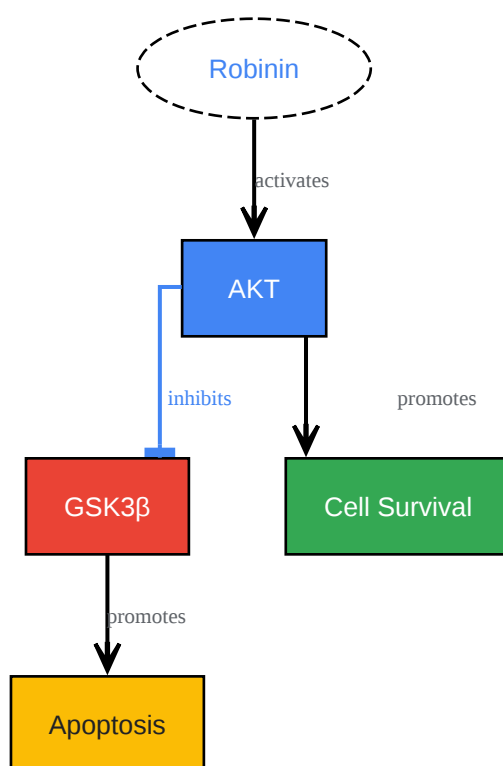 Robinin
activates
AKT
inhibits
promotes
GSK3β
Cell Survival
promotes
Apoptosis